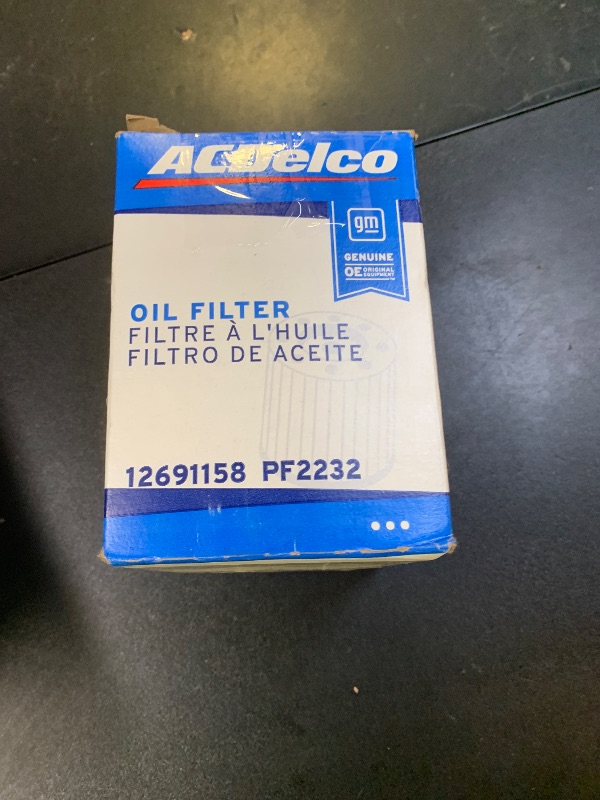 ACDelco
gm
GENUINE
OE ORIGINAL EQUIPMENT
OIL FILTER
FILTRE À L'HUILE
FILTRO DE ACEITE
12691158 PF2232